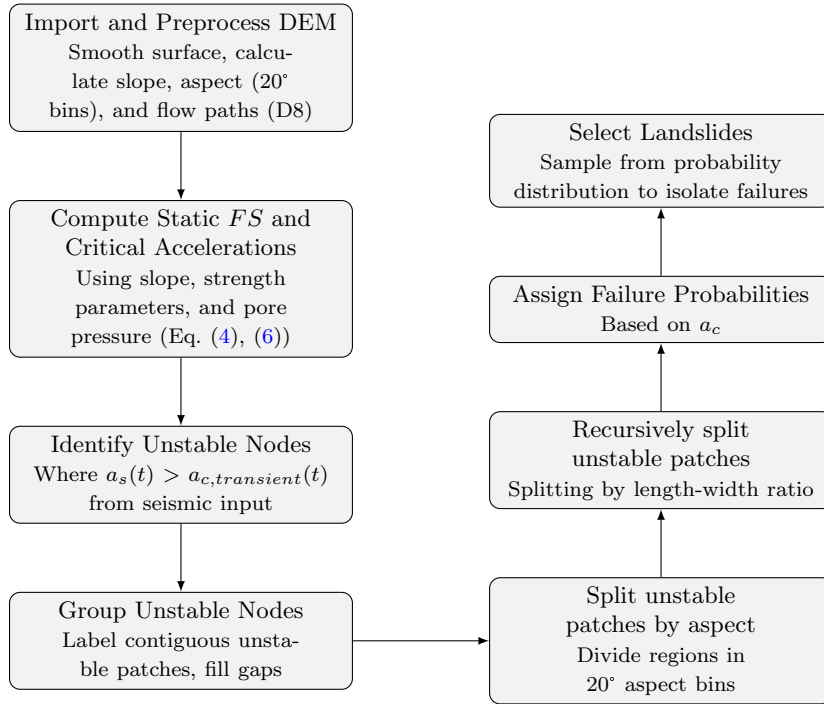 Import and Preprocess DEM
Smooth surface, calcu-
late slope, aspect (20°
bins), and flow paths (D8)
Compute Static FS and
Critical Accelerations
Using slope, strength
parameters, and pore
pressure (Eq. (4), (6))
Identify Unstable Nodes
Where a_s(t) > a_{c,transient}(t)
from seismic input
Group Unstable Nodes
Label contiguous unsta-
ble patches, fill gaps
Split unstable
patches by aspect
Divide regions in
20° aspect bins
Recursively split
unstable patches
Splitting by length-width ratio
Assign Failure Probabilities
Based on a_c
Select Landslides
Sample from probability
distribution to isolate failures